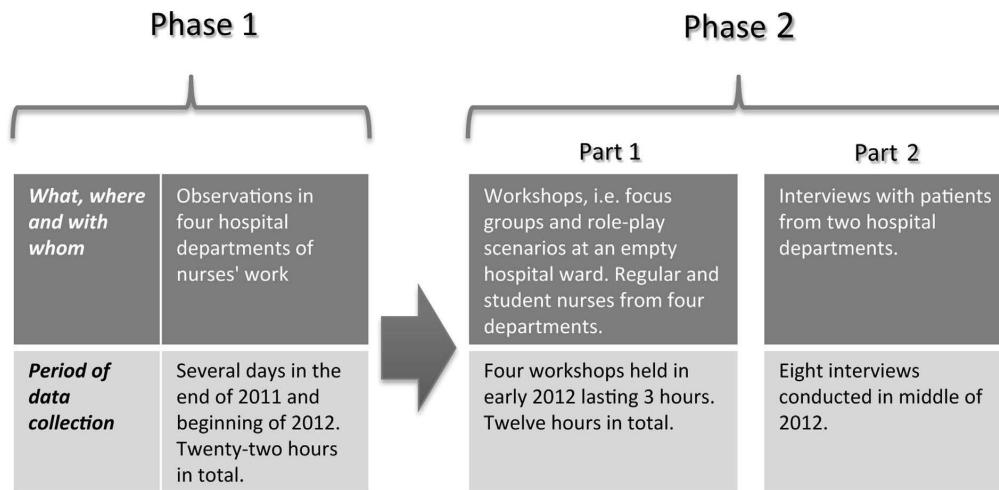 Phase 1
Phase 2
Part 1
Part 2
What, where
and with
whom
Observations in
four hospital
departments of
nurses' work
Workshops, i.e. focus
groups and role-play
scenarios at an empty
hospital ward. Regular and
student nurses from four
departments.
Interviews with patients
from two hospital
departments.
Period of
data
collection
Several days in the
end of 2011 and
beginning of 2012.
Twenty-two hours
in total.
Four workshops held in
early 2012 lasting 3 hours.
Twelve hours in total.
Eight interviews
conducted in middle of
2012.